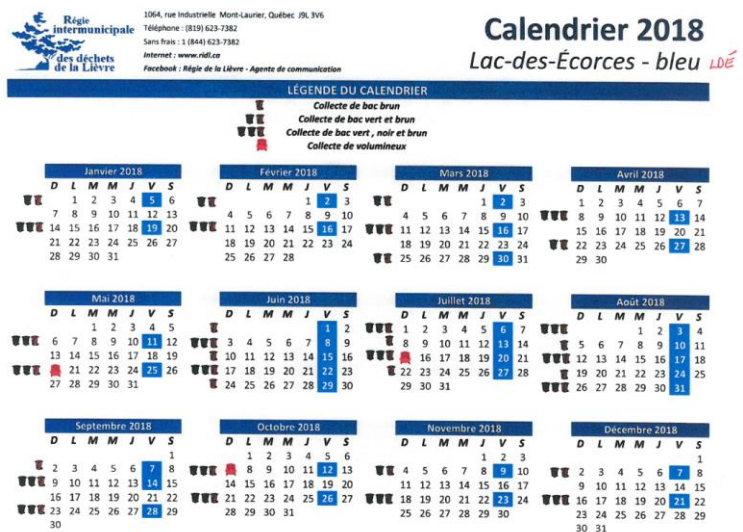 Régie
intermunicipale
des déchets
de la Lièvre
1064, rue Industrielle Mont-Laurier, Québec J9L 3V6
Téléphone : (819) 623-7382
Sans frais : 1 (844) 623-7382
Internet : www.ridl.ca
Facebook : Régie de la Lièvre - Agente de communication
Calendrier 2018
Lac-des-Écorces - bleu LDÉ
LÉGENDE DU CALENDRIER
Collecte de bac brun
Collecte de bac vert et brun
Collecte de bac vert , noir et brun
Collecte de volumineux
Janvier 2018
D L M M J V S
1 2 3 4 5 6
7 8 9 10 11 12 13
14 15 16 17 18 19 20
21 22 23 24 25 26 27
28 29 30 31
Février 2018
D L M M J V S
1 2 3
4 5 6 7 8 9 10
11 12 13 14 15 16 17
18 19 20 21 22 23 24
25 26 27 28
Mars 2018
D L M M J V S
1 2 3
4 5 6 7 8 9 10
11 12 13 14 15 16 17
18 19 20 21 22 23 24
25 26 27 28 29 30 31
Avril 2018
D L M M J V S
1 2 3 4 5 6 7
8 9 10 11 12 13 14
15 16 17 18 19 20 21
22 23 24 25 26 27 28
29 30
Mai 2018
D L M M J V S
1 2 3 4 5
6 7 8 9 10 11 12
13 14 15 16 17 18 19
21 22 23 24 25 26
27 28 29 30 31
Juin 2018
D L M M J V S
1 2
3 4 5 6 7 8 9
10 11 12 13 14 15 16
17 18 19 20 21 22 23
24 25 26 27 28 29 30
Juillet 2018
D L M M J V S
1 2 3 4 5 6 7
8 9 10 11 12 13 14
16 17 18 19 20 21
22 23 24 25 26 27 28
29 30 31
Août 2018
D L M M J V S
1 2 3 4
5 6 7 8 9 10 11
12 13 14 15 16 17 18
19 20 21 22 23 24 25
26 27 28 29 30 31
Septembre 2018
D L M M J V S
1
2 3 4 5 6 7 8
9 10 11 12 13 14 15
16 17 18 19 20 21 22
23 24 25 26 27 28 29
30
Octobre 2018
D L M M J V S
1 2 3 4 5 6
8 9 10 11 12 13
14 15 16 17 18 19 20
21 22 23 24 25 26 27
28 29 30 31
Novembre 2018
D L M M J V S
1 2 3
4 5 6 7 8 9 10
11 12 13 14 15 16 17
18 19 20 21 22 23 24
25 26 27 28 29 30
Décembre 2018
D L M M J V S
1
2 3 4 5 6 7 8
9 10 11 12 13 14 15
16 17 18 19 20 21 22
23 24 25 26 27 28 29
30 31